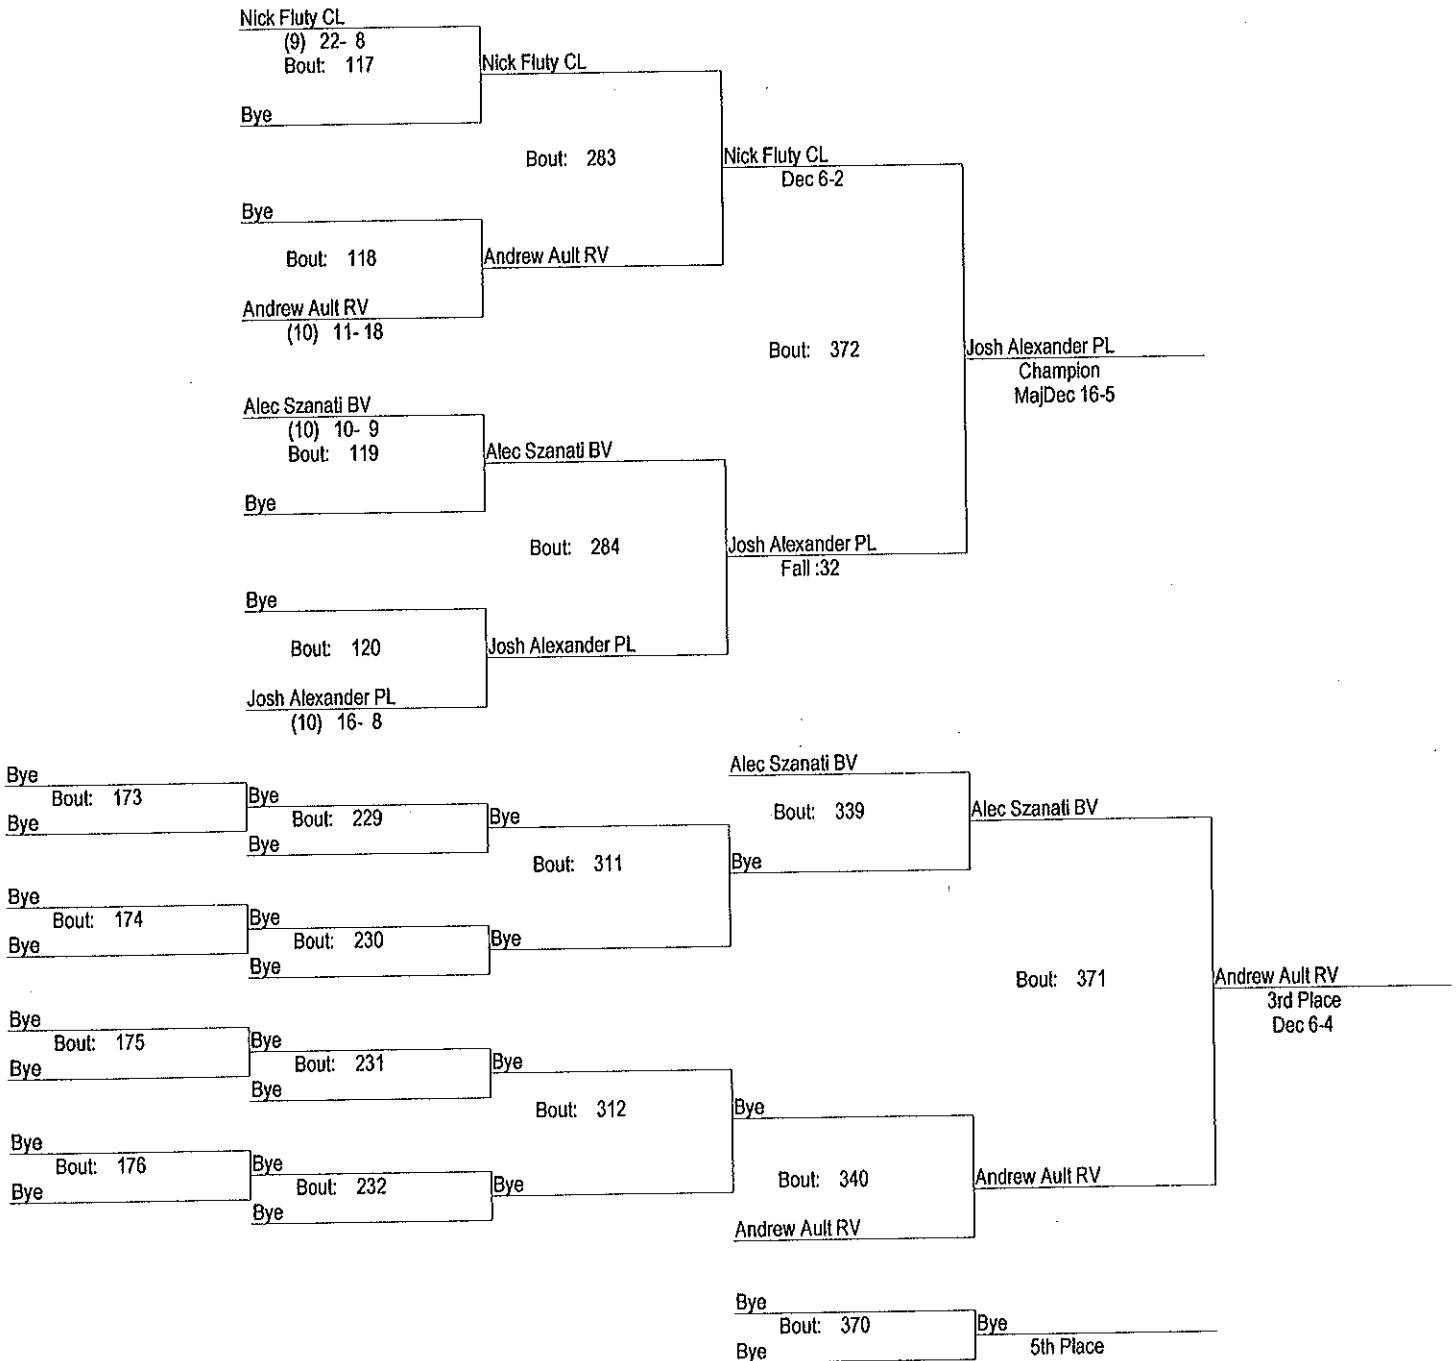 Nick Fluty CL
(9) 22- 8
Bout: 117
Nick Fluty CL
Bye
Bout: 283
Nick Fluty CL
Dec 6-2
Bye
Bout: 118
Andrew Ault RV
Andrew Ault RV
(10) 11- 18
Bout: 372
Josh Alexander PL
Champion
MajDec 16-5
Alec Szanati BV
(10) 10- 9
Bout: 119
Alec Szanati BV
Bye
Bout: 284
Josh Alexander PL
Fall :32
Bye
Bout: 120
Josh Alexander PL
Josh Alexander PL
(10) 16- 8
Bye
Bout: 173
Bye
Bye
Bout: 229
Bye
Bye
Bout: 311
Alec Szanati BV
Bout: 339
Bye
Alec Szanati BV
Bye
Bout: 174
Bye
Bye
Bout: 230
Bye
Bye
Bout: 371
Andrew Ault RV
3rd Place
Dec 6-4
Bye
Bout: 175
Bye
Bye
Bout: 231
Bye
Bye
Bout: 312
Bye
Bout: 340
Andrew Ault RV
Andrew Ault RV
Bye
Bout: 176
Bye
Bye
Bout: 232
Bye
Bye
Bye
Bout: 370
Bye
Bye
5th Place